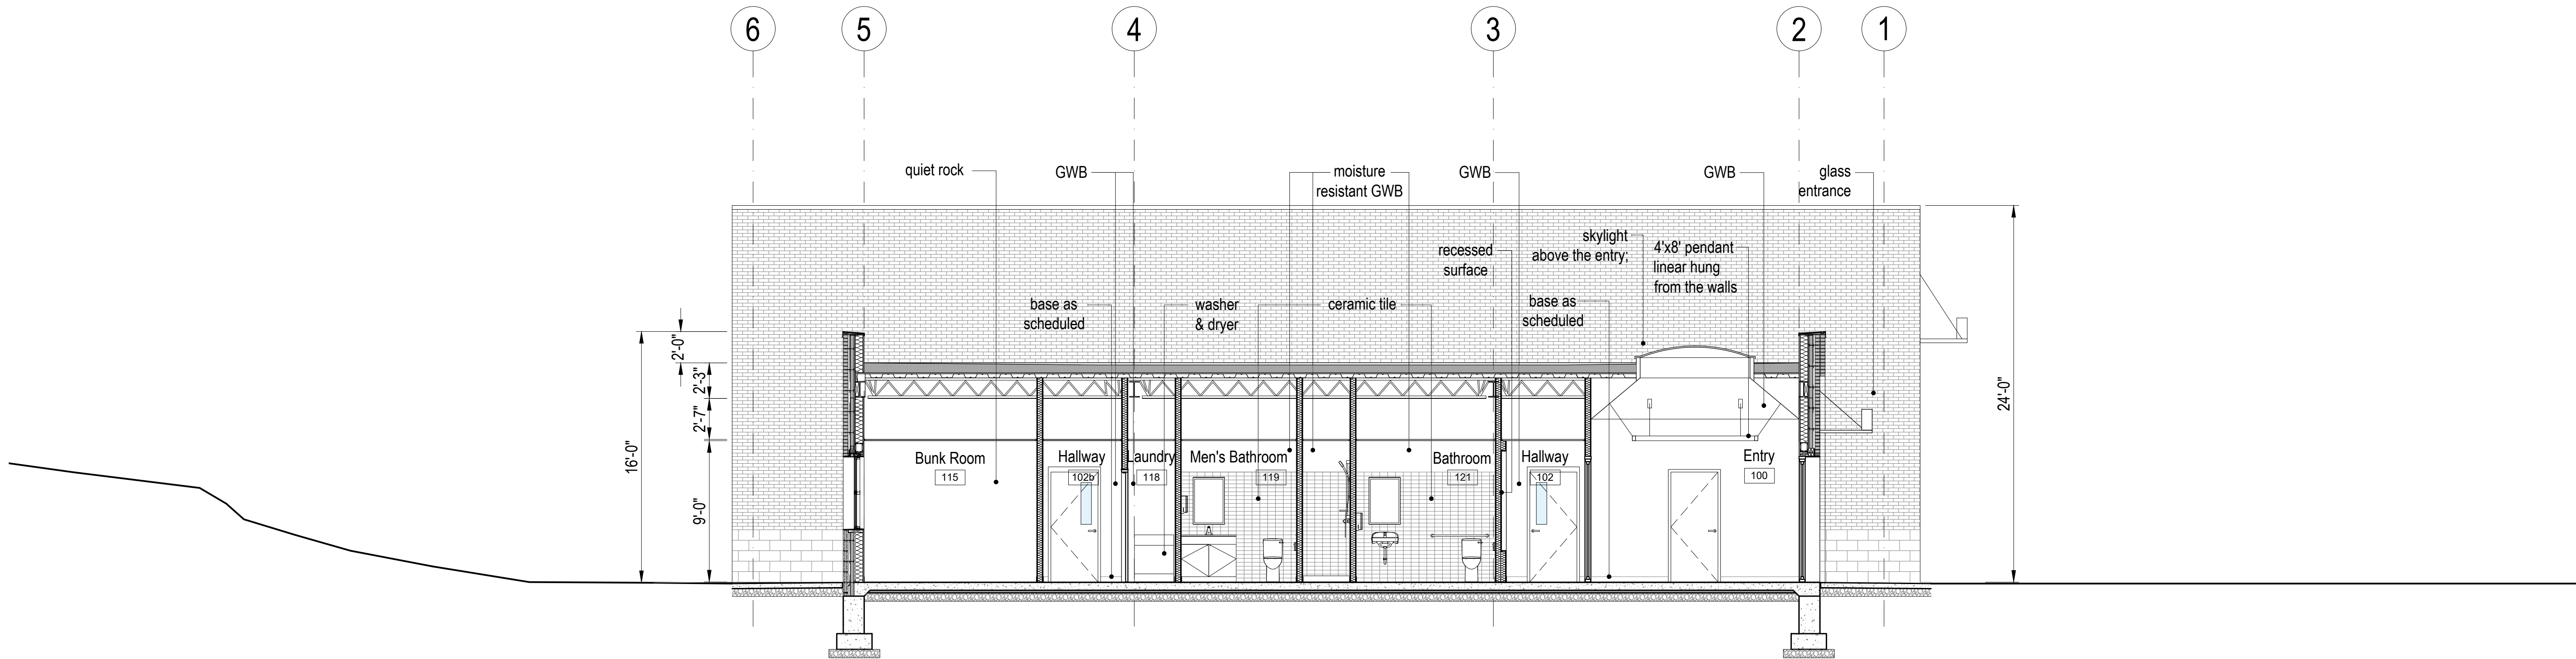 6
5
4
3
2
1
quiet rock
GWB
moisture
resistant GWB
GWB
GWB
glass
entrance
recessed
surface
skylight
above the entry;
4'x8' pendant
linear hung
from the walls
base as
scheduled
washer
& dryer
ceramic tile
base as
scheduled
2'-0"
2'-3"
2'-7"
9'-0"
16'-0"
24'-0"
Bunk Room
115
Hallway
102b
Laundry
118
Men's Bathroom
119
Bathroom
121
Hallway
102
Entry
100